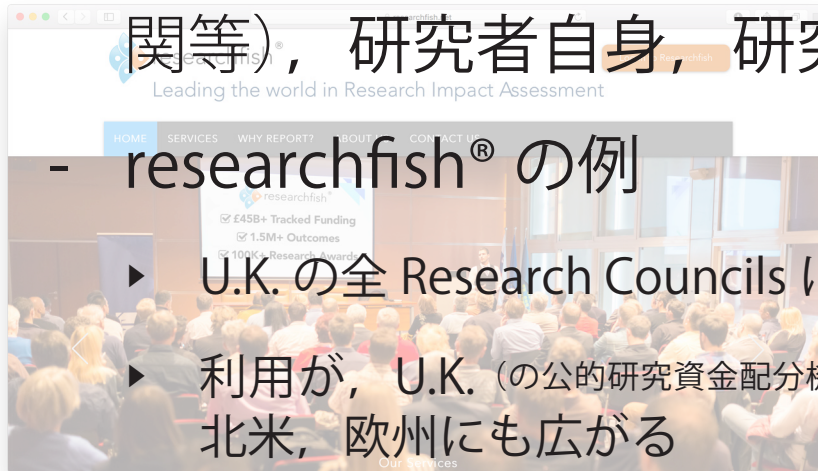 関等），研究者自身，研究
researchfish®
Leading the world in Research Impact Assessment
HOME SERVICES WHY REPORT? ABOUT CONTACT US
- researchfish® の例
researchfish
☑ £45B+ Tracked Funding
☑ 1.5M+ Outcomes
☑ 100K+ Research Awards
▶ U.K. の全 Research Councils に
▶ 利用が，U.K.（の公的研究資金配分機
北米，欧州にも広がる
Our Services